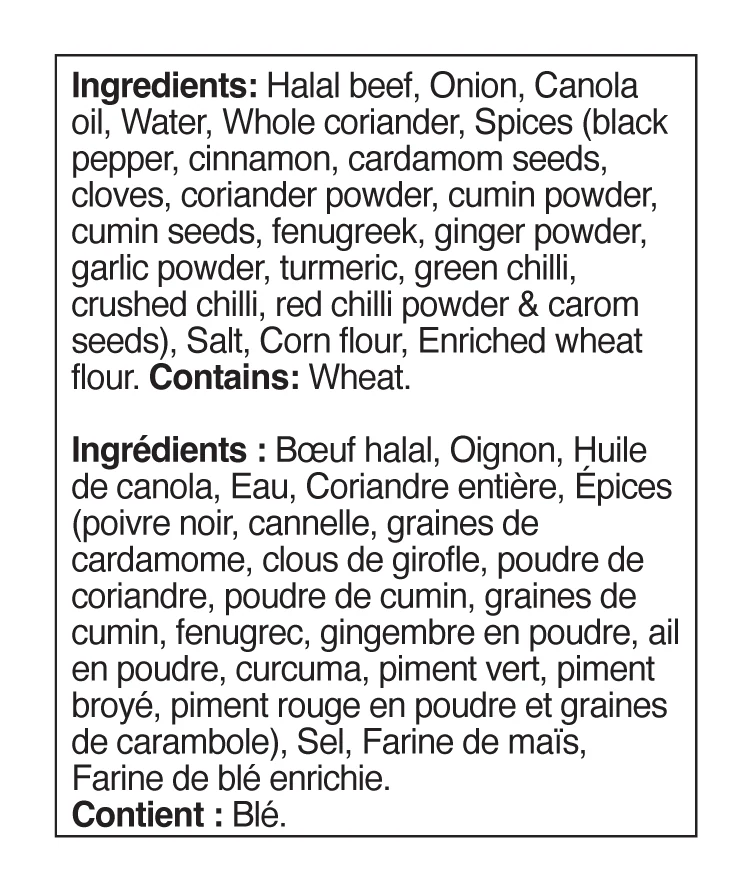 Ingredients: Halal beef, Onion, Canola
oil, Water, Whole coriander, Spices (black
pepper, cinnamon, cardamom seeds,
cloves, coriander powder, cumin powder,
cumin seeds, fenugreek, ginger powder,
garlic powder, turmeric, green chilli,
crushed chilli, red chilli powder & carom
seeds), Salt, Corn flour, Enriched wheat
flour. Contains: Wheat.
Ingrédients : Bœuf halal, Oignon, Huile
de canola, Eau, Coriandre entière, Épices
(poivre noir, cannelle, graines de
cardamome, clous de girofle, poudre de
coriandre, poudre de cumin, graines de
cumin, fenugrec, gingembre en poudre, ail
en poudre, curcuma, piment vert, piment
broyé, piment rouge en poudre et graines
de carambole), Sel, Farine de maïs,
Farine de blé enrichie.
Contient : Blé.